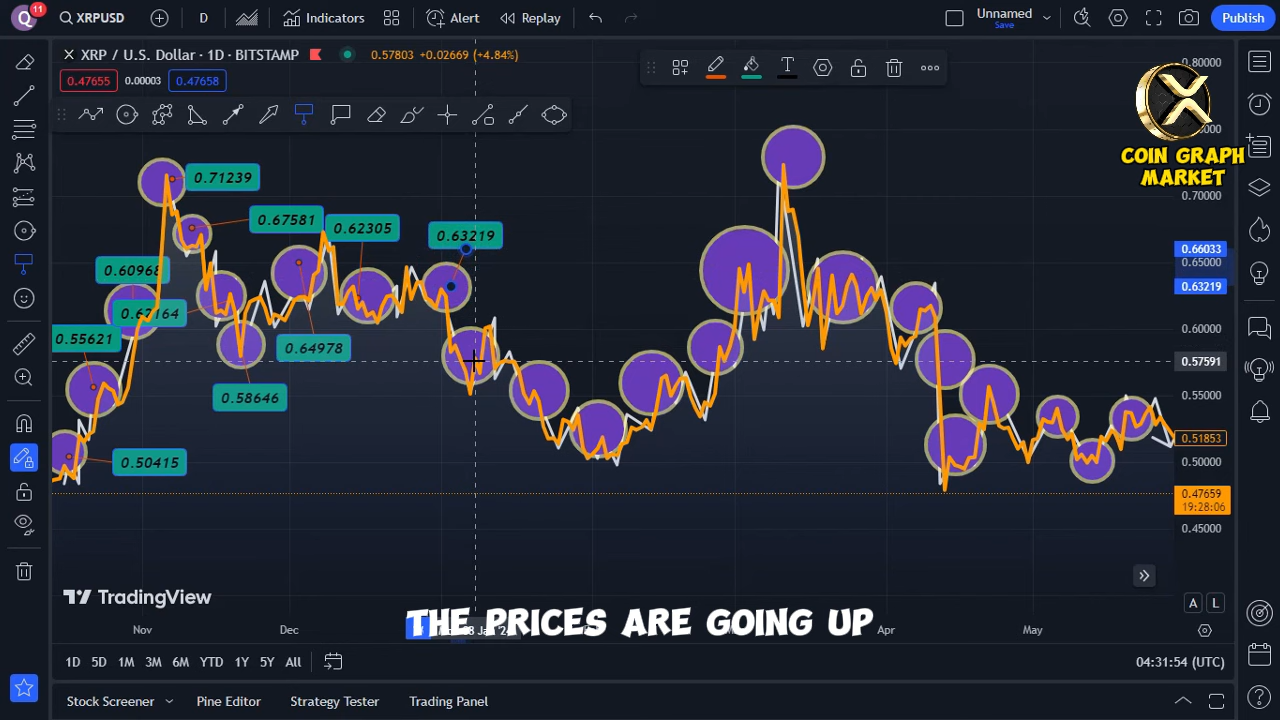 Q
11
XRPUSD
D
Indicators
Alert
Replay
Unnamed
Save
Publish
XRP / U.S. Dollar · 1D · BITSTAMP
0.57803 +0.02669 (+4.84%)
0.47655
0.00003
0.47658
COIN GRAPH
MARKET
0.80000
0.70000
0.66033
0.65000
0.63219
0.60000
0.57591
0.55000
0.51853
0.50000
0.47659
19:28:06
0.45000
0.71239
0.67581
0.62305
0.63219
0.60968
0.55621
0.64978
0.58646
0.50415
TradingView
THE PRICES ARE GOING UP
A
L
Nov
Dec
Apr
May
1D
5D
1M
3M
6M
YTD
1Y
5Y
All
04:31:54 (UTC)
Stock Screener
Pine Editor
Strategy Tester
Trading Panel